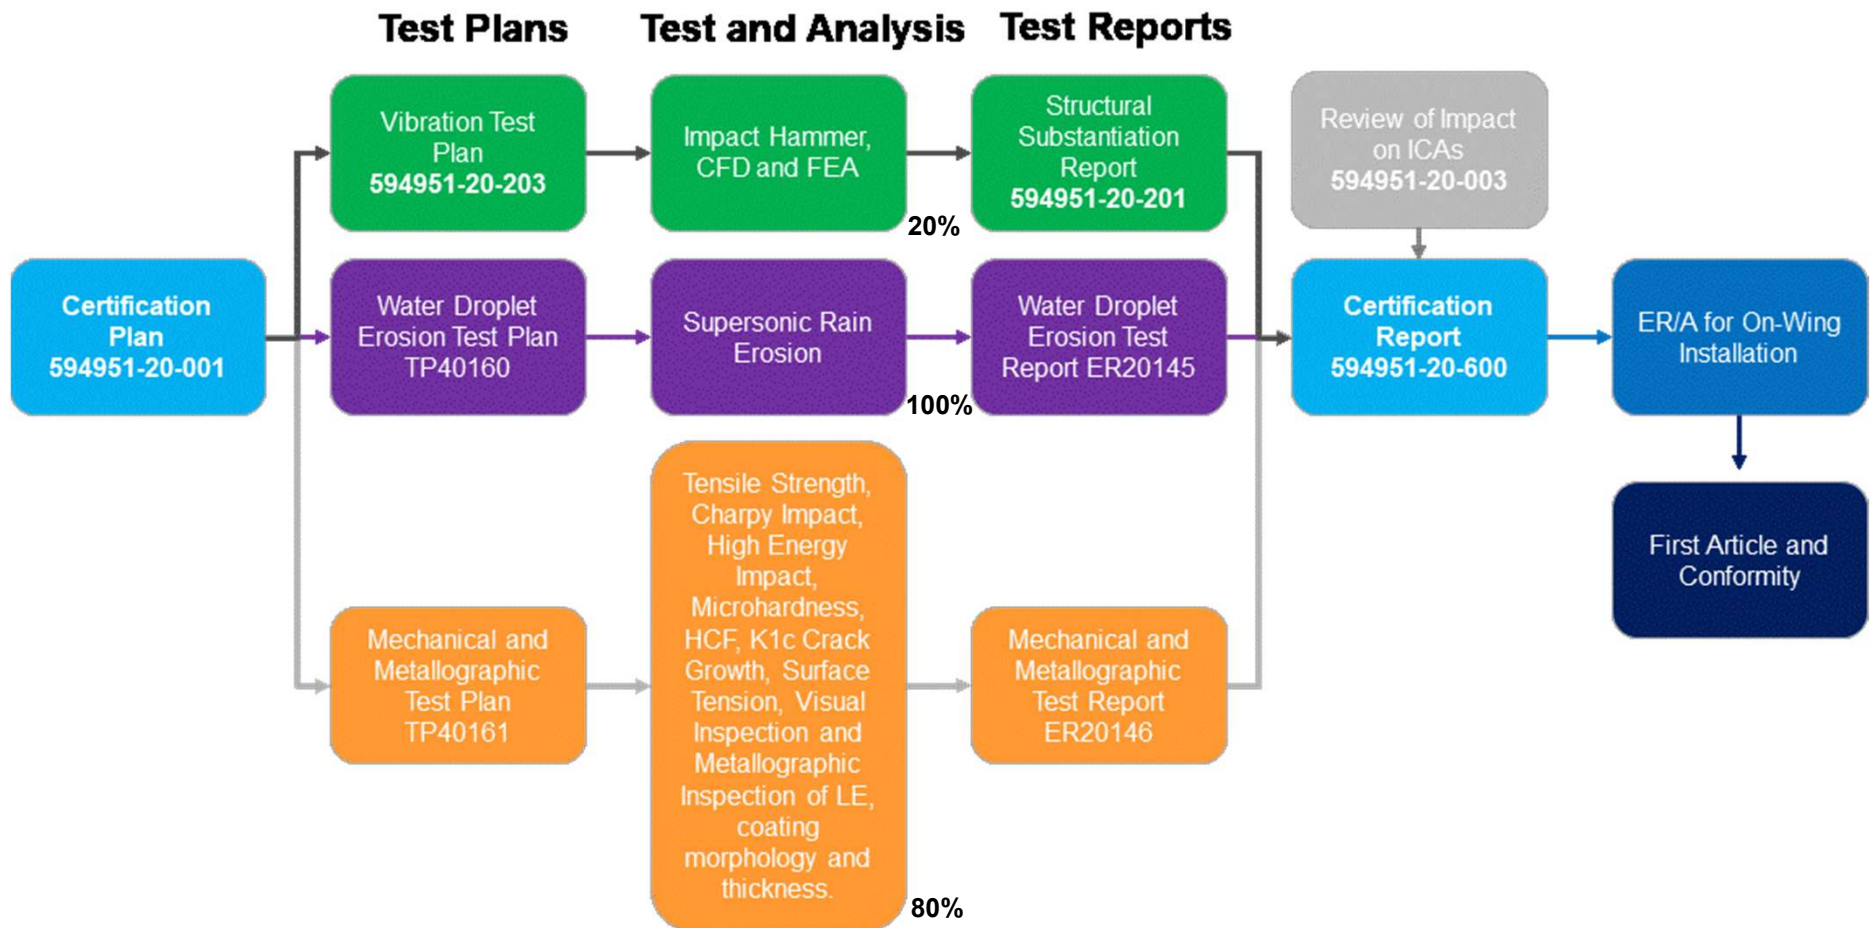 Test Plans
Test and Analysis
Test Reports
Vibration Test
Plan
594951-20-203
Impact Hammer,
CFD and FEA
20%
Structural
Substantiation
Report
594951-20-201
Review of Impact
on ICAs
594951-20-003
Certification
Plan
594951-20-001
Water Droplet
Erosion Test Plan
TP40160
Supersonic Rain
Erosion
100%
Water Droplet
Erosion Test
Report ER20145
Certification
Report
594951-20-600
ER/A for On-Wing
Installation
First Article and
Conformity
Mechanical and
Metallographic
Test Plan
TP40161
Tensile Strength,
Charpy Impact,
High Energy
Impact,
Microhardness,
HCF, K1c Crack
Growth, Surface
Tension, Visual
Inspection and
Metallographic
Inspection of LE,
coating
morphology and
thickness.
80%
Mechanical and
Metallographic
Test Report
ER20146